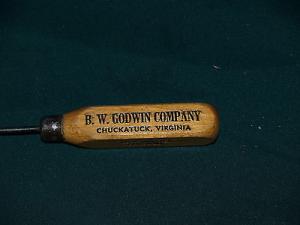 B. W. GODWIN COMPANY
CHUCKATUCK, VIRGINIA